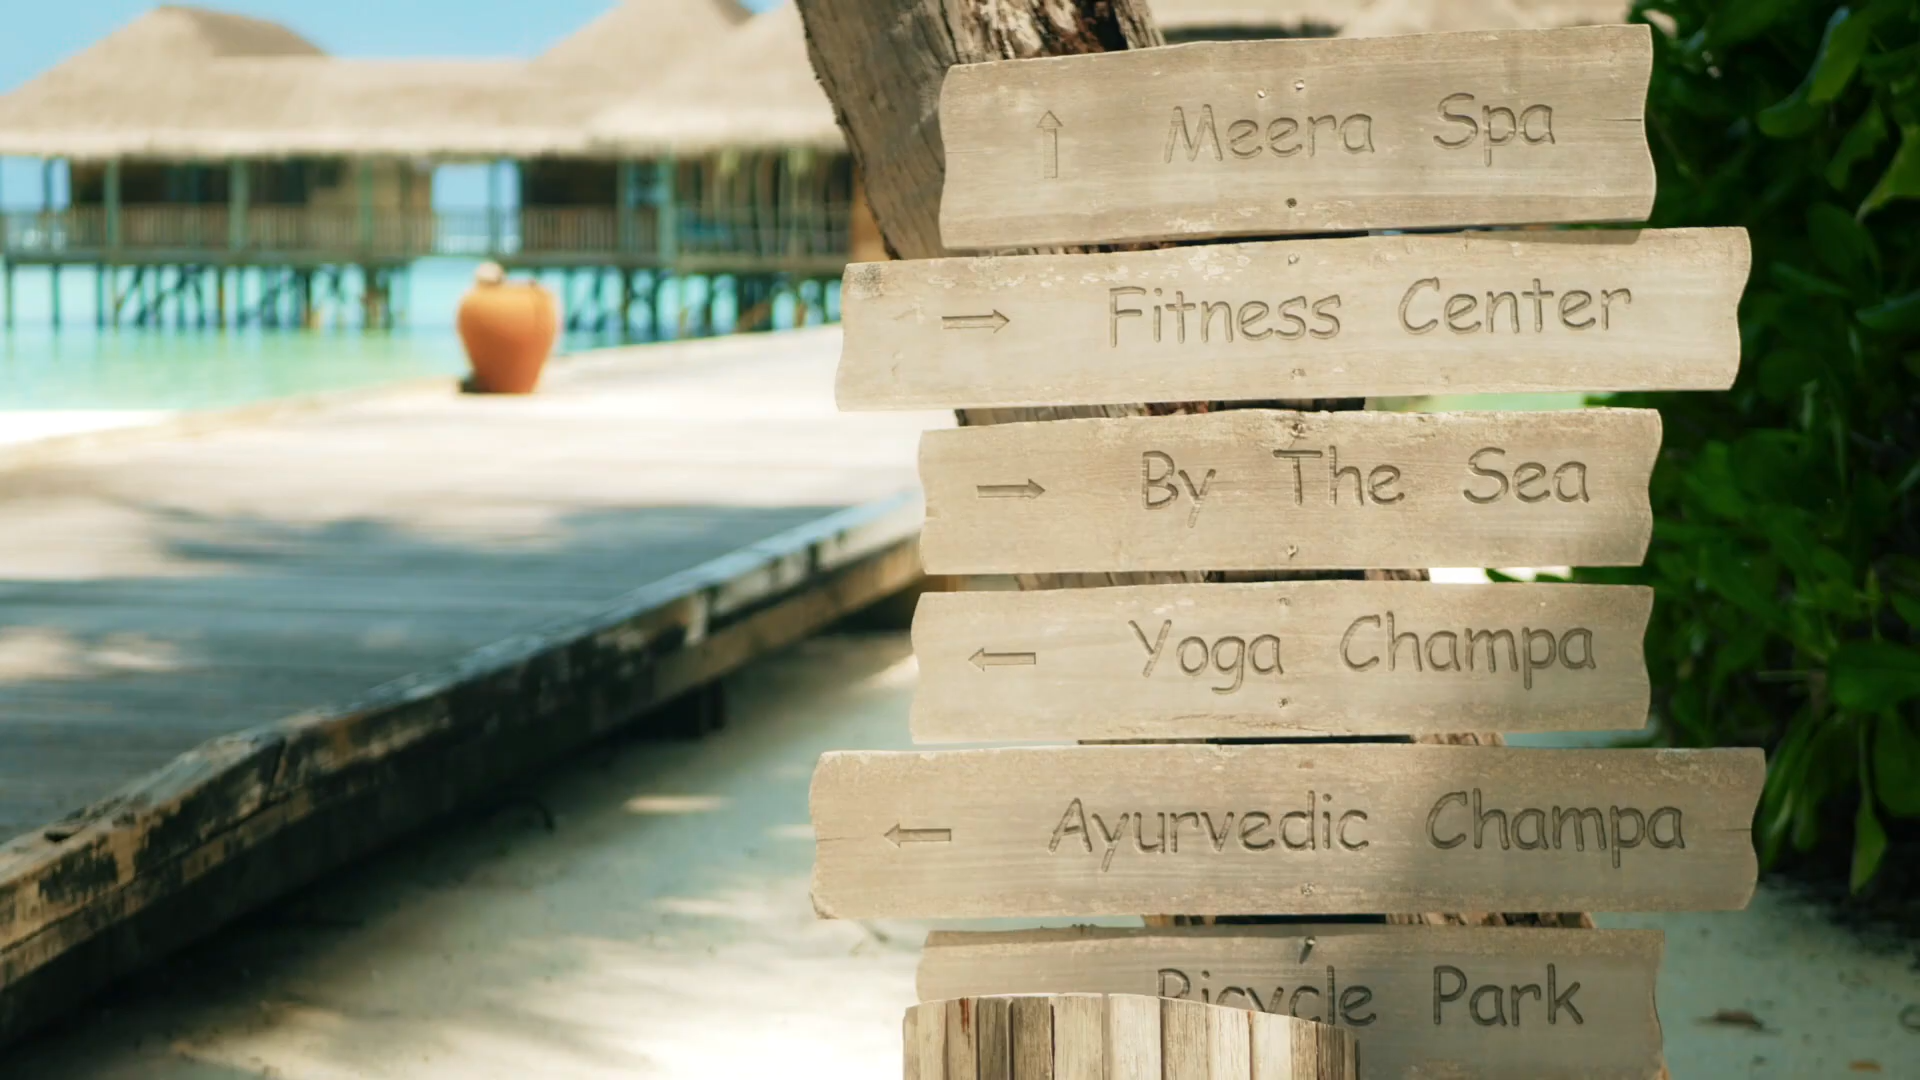 ↑ Meera Spa
→ Fitness Center
→ By The Sea
← Yoga Champa
← Ayurvedic Champa
Bicycle Park